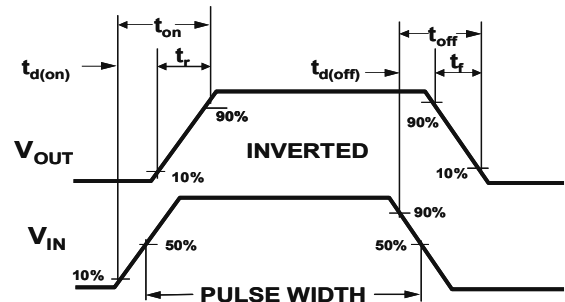 t_on
t_off
t_d(on)
t_r
t_d(off)
t_f
90%
90%
V_OUT
INVERTED
10%
10%
90%
V_IN
50%
50%
10%
PULSE WIDTH